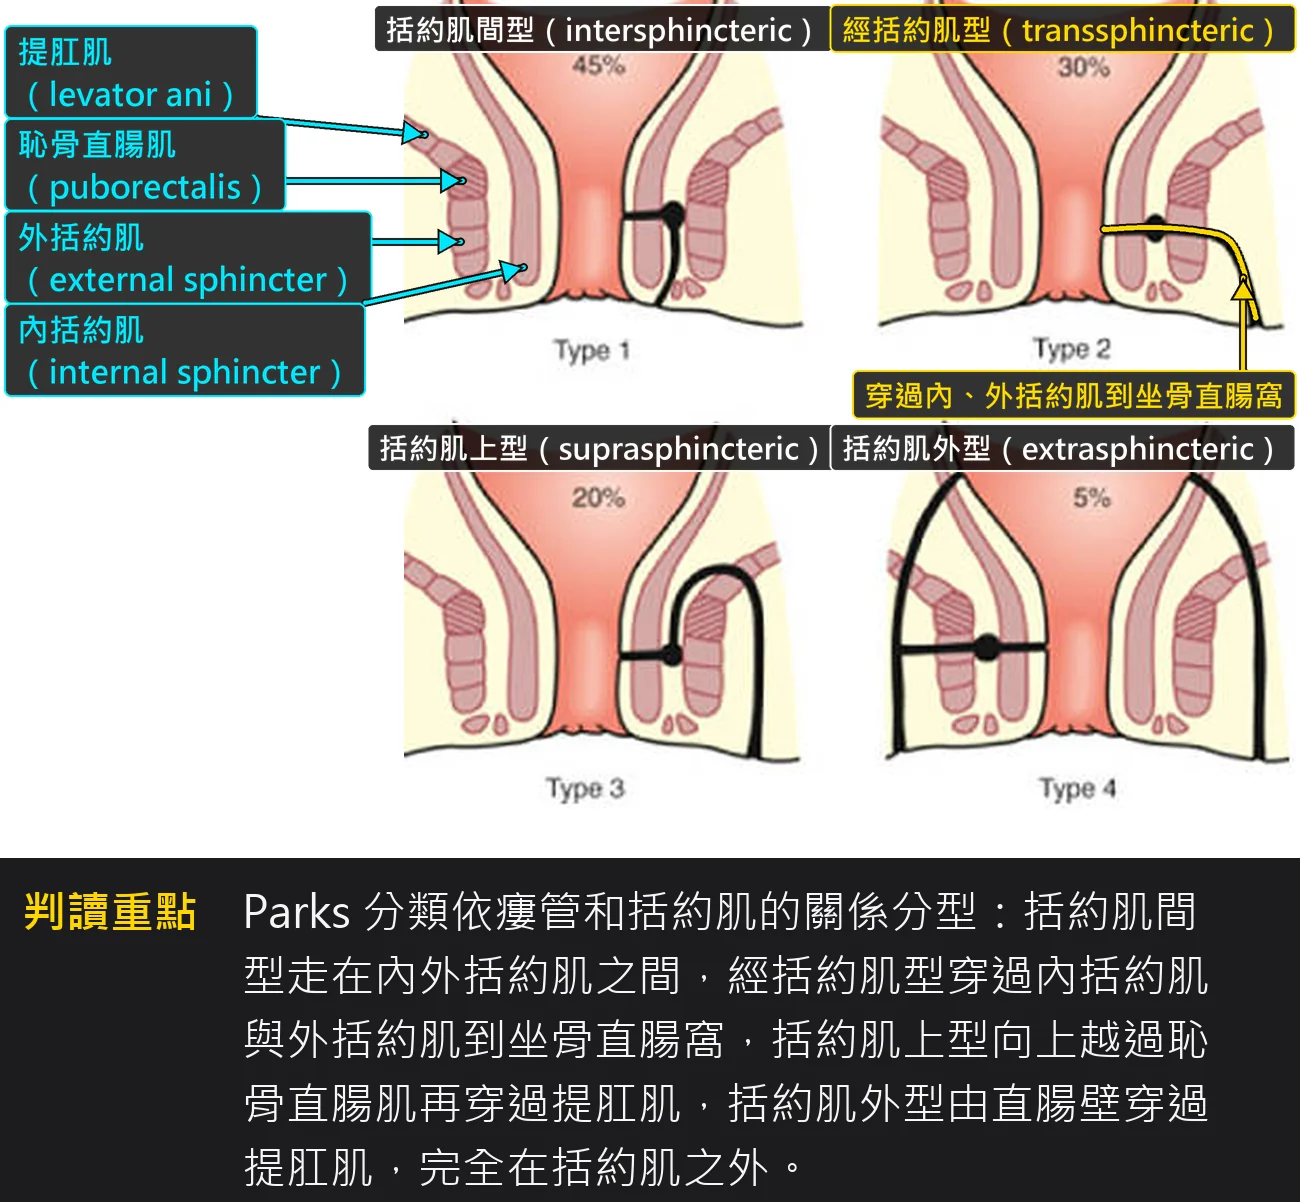 括約肌間型（intersphincteric）
經括約肌型（transsphincteric）
提肛肌
（levator ani）
恥骨直腸肌
（puborectalis）
外括約肌
（external sphincter）
內括約肌
（internal sphincter）
45%
30%
Type 1
Type 2
穿過內、外括約肌到坐骨直腸窩
括約肌上型（suprasphincteric）
括約肌外型（extrasphincteric）
20%
5%
Type 3
Type 4
判讀重點
Parks 分類依瘻管和括約肌的關係分型：括約肌間
型走在內外括約肌之間，經括約肌型穿過內括約肌
與外括約肌到坐骨直腸窩，括約肌上型向上越過恥
骨直腸肌再穿過提肛肌，括約肌外型由直腸壁穿過
提肛肌，完全在括約肌之外。